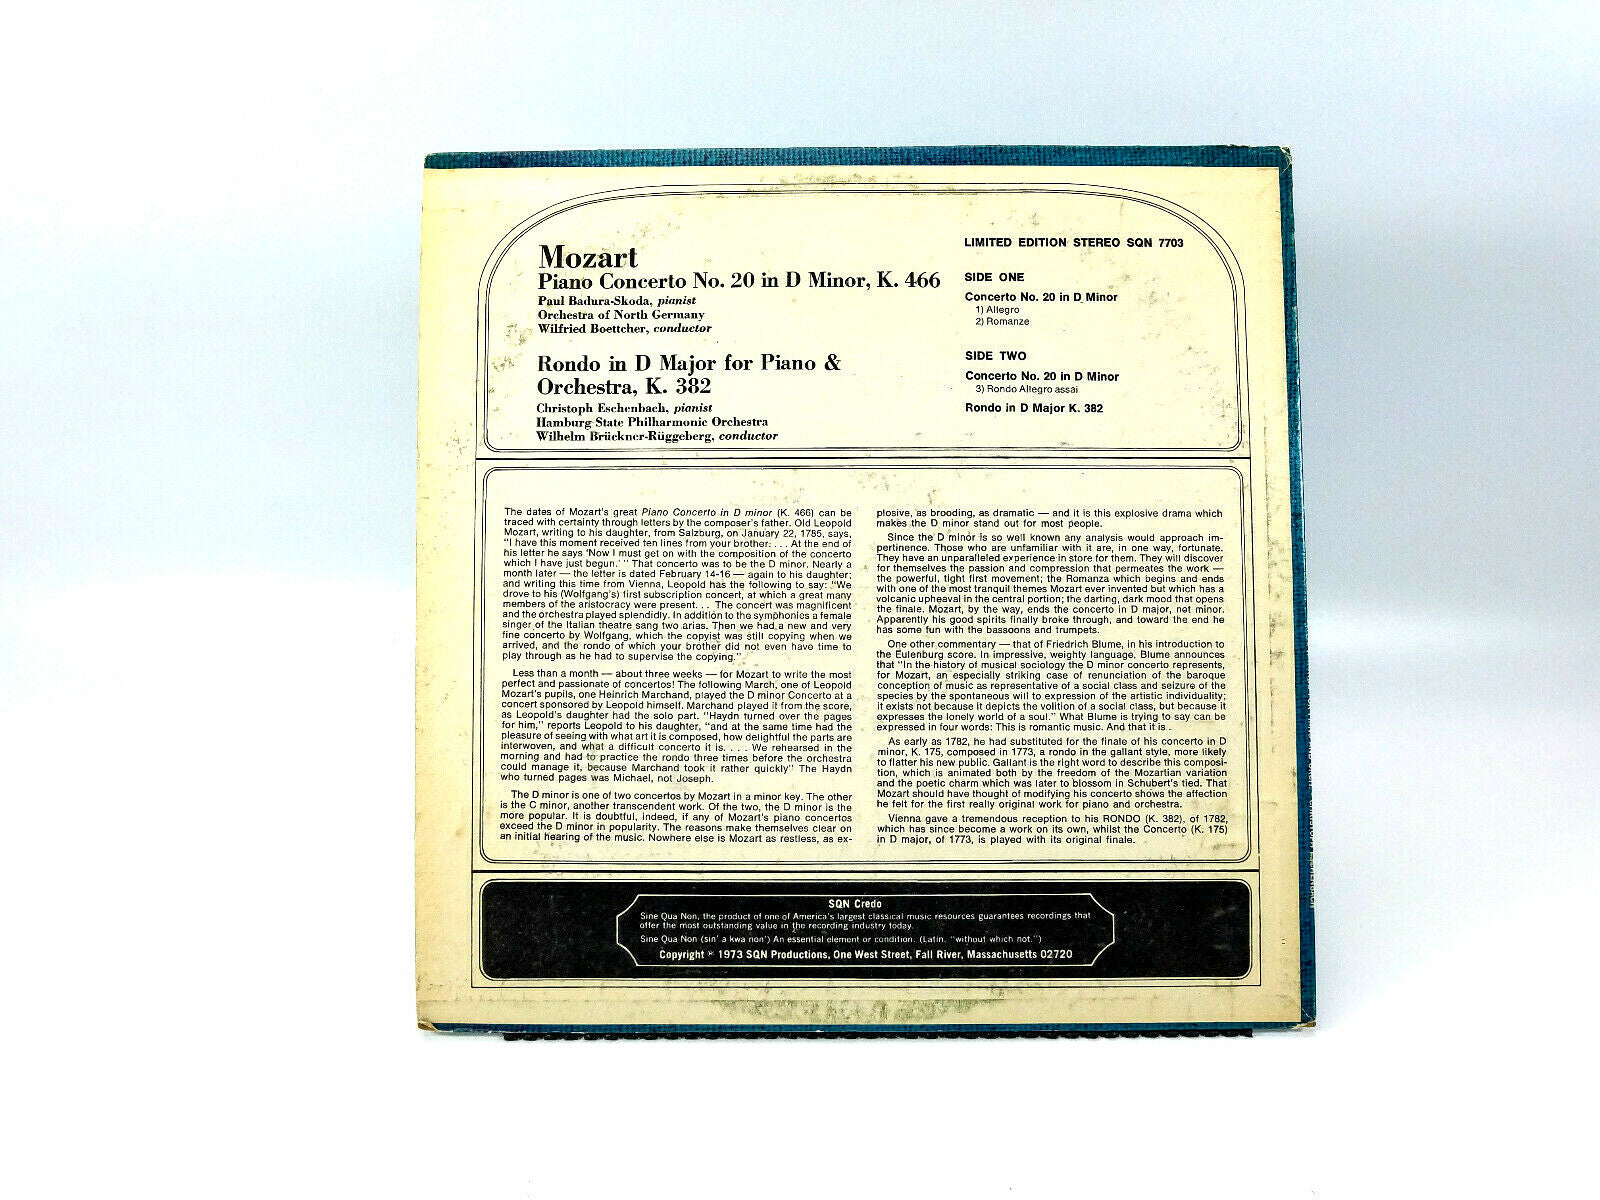 Mozart
Piano Concerto No. 20 in D Minor, K. 466
Paul Badura-Skoda, pianist
Orchestra of North Germany
Wilfried Boettcher, conductor
Rondo in D Major for Piano &
Orchestra, K. 382
Christoph Eschenbach, pianist
Hamburg State Philharmonic Orchestra
Wilhelm Brückner-Rüggeberg, conductor
LIMITED EDITION STEREO SQN 7703
SIDE ONE
Concerto No. 20 in D Minor
1) Allegro
2) Romanze
SIDE TWO
Concerto No. 20 in D Minor
3) Rondo Allegro assai
Rondo in D Major K. 382
The dates of Mozart's great Piano Concerto in D minor (K. 466) can be
traced with certainty through letters by the composer's father. Old Leopold
Mozart, writing to his daughter, from Salzburg, on January 22, 1785, says,
"I have this moment received ten lines from your brother: . . . At the end of
his letter he says 'Now I must get on with the composition of the concerto
which I have just begun.' " That concerto was to be the D minor. Nearly a
month later — the letter is dated February 14-16 — again to his daughter;
and writing this time from Vienna, Leopold has the following to say: "We
drove to his (Wolfgang's) first subscription concert, at which a great many
members of the aristocracy were present. . . The concert was magnificent
and the orchestra played splendidly. In addition to the symphonies a female
singer of the Italian theatre sang two arias. Then we had a new and very
fine concerto by Wolfgang, which the copyist was still copying when we
arrived, and the rondo of which your brother did not even have time to
play through as he had to supervise the copying."
Less than a month — about three weeks — for Mozart to write the most
perfect and passionate of concertos! The following March, one of Leopold
Mozart's pupils, one Heinrich Marchand, played the D minor Concerto at a
concert sponsored by Leopold himself. Marchand played it from the score,
as Leopold's daughter had the solo part. "Haydn turned over the pages
for him," reports Leopold to his daughter, "and at the same time had the
pleasure of seeing with what art it is composed, how delightful the parts are
interwoven, and what a difficult concerto it is. . . . We rehearsed in the
morning and had to practice the rondo three times before the orchestra
could manage it, because Marchand took it rather quickly" The Haydn
who turned pages was Michael, not Joseph.
The D minor is one of two concertos by Mozart in a minor key. The other
is the C minor, another transcendent work. Of the two, the D minor is the
more popular. It is doubtful, indeed, if any of Mozart's piano concertos
exceed the D minor in popularity. The reasons make themselves clear on
an initial hearing of the music. Nowhere else is Mozart as restless, as ex-
plosive, as brooding, as dramatic — and it is this explosive drama which
makes the D minor stand out for most people.
Since the D minor is so well known any analysis would approach im-
pertinence. Those who are unfamiliar with it are, in one way, fortunate.
They have an unparalleled experience in store for them. They will discover
for themselves the passion and compression that permeates the work —
the powerful, tight first movement; the Romanza which begins and ends
with one of the most tranquil themes Mozart ever invented but which has a
volcanic upheaval in the central portion; the darting, dark mood that opens
the finale. Mozart, by the way, ends the concerto in D major, not minor.
Apparently his good spirits finally broke through, and toward the end he
has some fun with the bassoons and trumpets.
One other commentary — that of Friedrich Blume, in his introduction to
the Eulenburg score. In impressive, weighty language, Blume announces
that "In the history of musical sociology the D minor concerto represents,
for Mozart, an especially striking case of renunciation of the baroque
conception of music as representative of a social class and seizure of the
species by the spontaneous will to expression of the artistic individuality;
it exists not because it depicts the volition of a social class, but because it
expresses the lonely world of a soul." What Blume is trying to say can be
expressed in four words: This is romantic music. And that it is .
As early as 1782, he had substituted for the finale of his concerto in D
minor, K. 175, composed in 1773, a rondo in the gallant style, more likely
to flatter his new public. Gallant is the right word to describe this composi-
tion, which is animated both by the freedom of the Mozartian variation
and the poetic charm which was later to blossom in Schubert's tied. That
Mozart should have thought of modifying his concerto shows the affection
he felt for the first really original work for piano and orchestra.
Vienna gave a tremendous reception to his RONDO (K. 382), of 1782,
which has since become a work on its own, whilst the Concerto (K. 175)
in D major, of 1773, is played with its original finale.
SQN Credo
Sine Qua Non, the product of one of America's largest classical music resources guarantees recordings that
offer the most outstanding value in the recording industry today.
Sine Qua Non (sin' a kwa non') An essential element or condition. (Latin. "without which not.")
Copyright ℗ 1973 SQN Productions, One West Street, Fall River, Massachusetts 02720